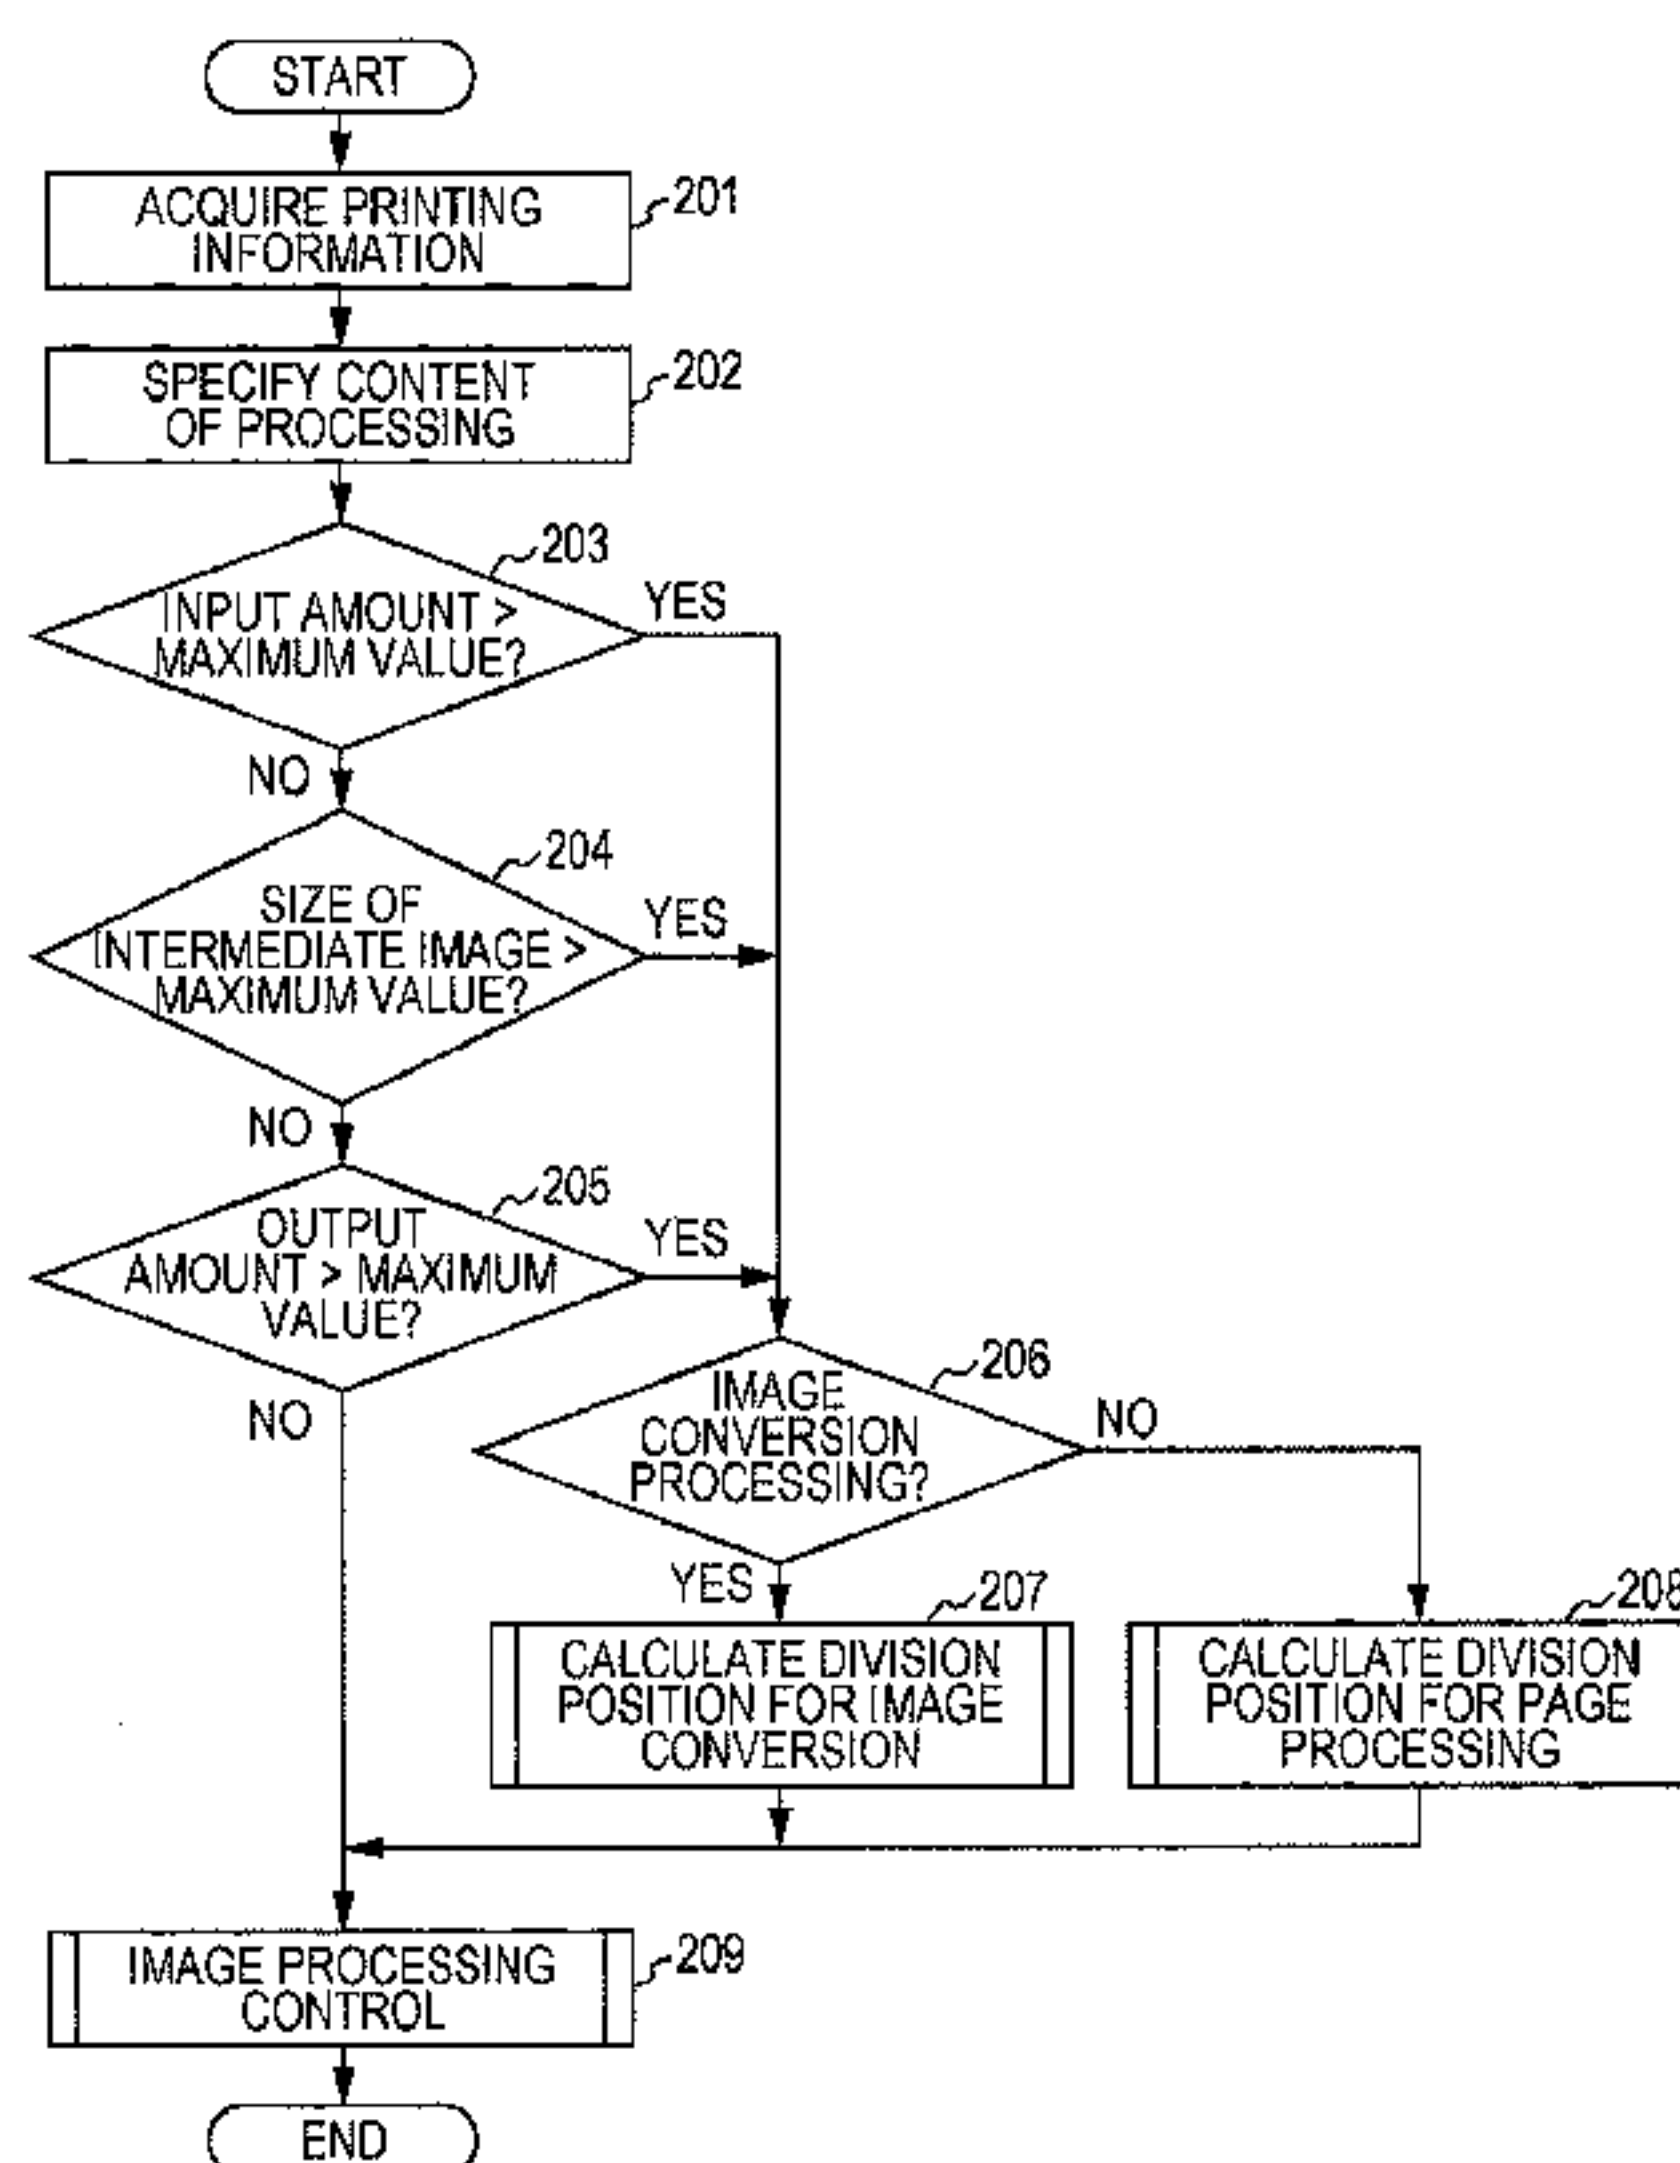 START
ACQUIRE PRINTING
INFORMATION
201
SPECIFY CONTENT
OF PROCESSING
202
203
INPUT AMOUNT >
MAXIMUM VALUE?
YES
NO
204
SIZE OF
INTERMEDIATE IMAGE >
MAXIMUM VALUE?
YES
NO
205
OUTPUT
AMOUNT > MAXIMUM
VALUE?
YES
NO
206
IMAGE
CONVERSION
PROCESSING?
NO
YES
207
CALCULATE DIVISION
POSITION FOR IMAGE
CONVERSION
208
CALCULATE DIVISION
POSITION FOR PAGE
PROCESSING
IMAGE PROCESSING
CONTROL
209
END